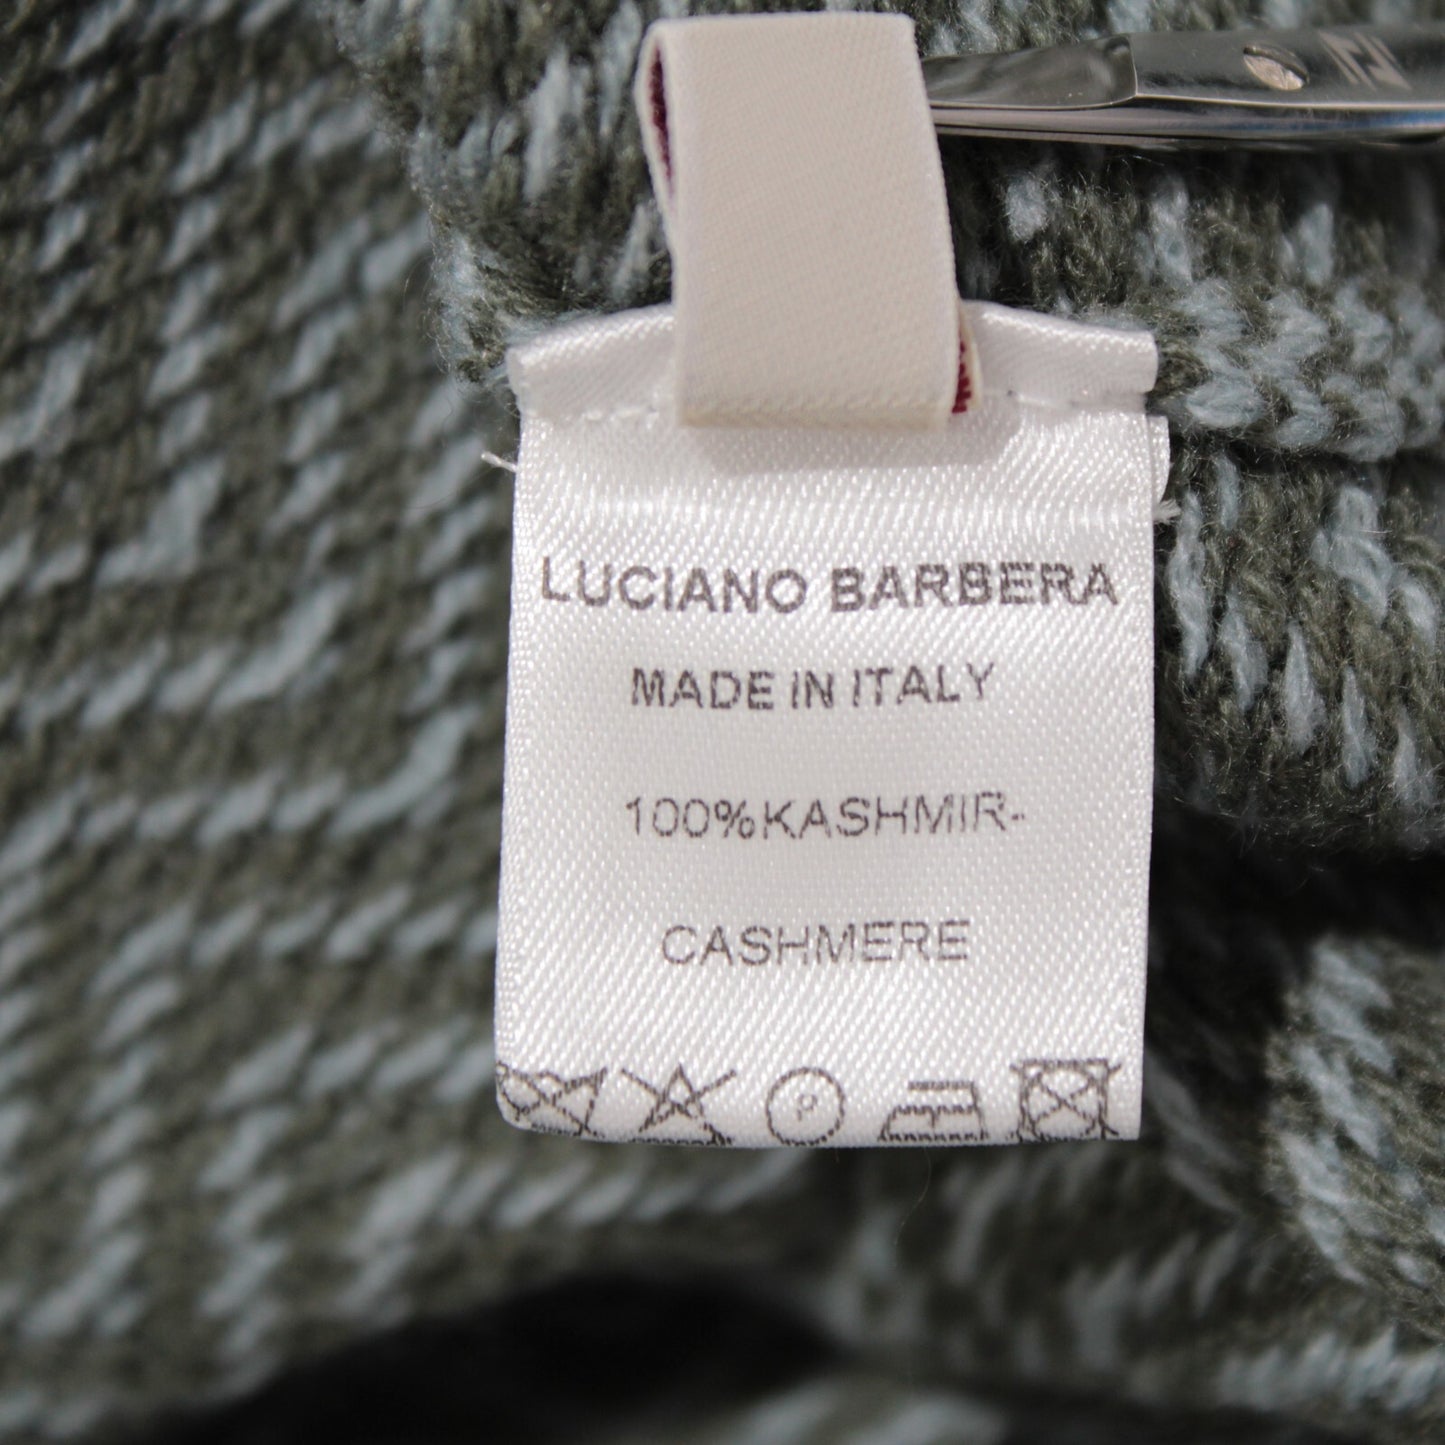 LUCIANO BARBERA
MADE IN ITALY
100%KASHMIR-
CASHMERE
P